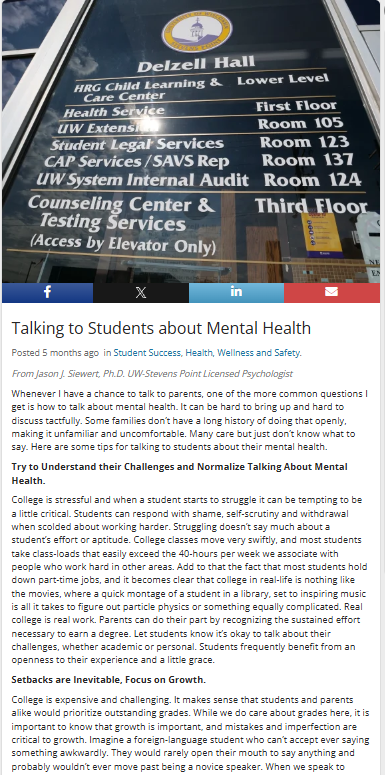 Delzell Hall
HRG Child Learning & Care Center Lower Level
Health Service First Floor
UW Extens Room 105
Student Legal Services Room 123
CAP Services / SAVS Rep Room 137
UW System Internal Audit Room 124
Counseling Center & Testing Services Third Floor
(Access by Elevator Only)
Talking to Students about Mental Health
Posted 5 months ago in Student Success, Health, Wellness and Safety.
From Jason J. Siewert, Ph.D. UW-Stevens Point Licensed Psychologist
Whenever I have a chance to talk to parents, one of the more common questions I
get is how to talk about mental health. It can be hard to bring up and hard to
discuss tactfully. Some families don't have a long history of doing that openly,
making it unfamiliar and uncomfortable. Many care but just don't know what to
say. Here are some tips for talking to students about their mental health.
Try to Understand their Challenges and Normalize Talking About Mental
Health.
College is stressful and when a student starts to struggle it can be tempting to be
a little critical. Students can respond with shame, self-scrutiny and withdrawal
when scolded about working harder. Struggling doesn't say much about a
student's effort or aptitude. College classes move very swiftly, and most students
take class-loads that easily exceed the 40-hours per week we associate with
people who work hard in other areas. Add to that the fact that most students hold
down part-time jobs, and it becomes clear that college in real-life is nothing like
the movies, where a quick montage of a student in a library, set to inspiring music
is all it takes to figure out particle physics or something equally complicated. Real
college is real work. Parents can do their part by recognizing the sustained effort
necessary to earn a degree. Let students know it's okay to talk about their
challenges, whether academic or personal. Students frequently benefit from an
openness to their experience and a little grace.
Setbacks are Inevitable, Focus on Growth.
College is expensive and challenging. It makes sense that students and parents
alike would prioritize outstanding grades. While we do care about grades here, it is
important to know that growth is important, and mistakes and imperfection are
critical to growth. Imagine a foreign-language student who can't accept ever saying
something awkwardly. They would rarely open their mouth to say anything and
probably wouldn't ever move past being a novice speaker. When we speak to